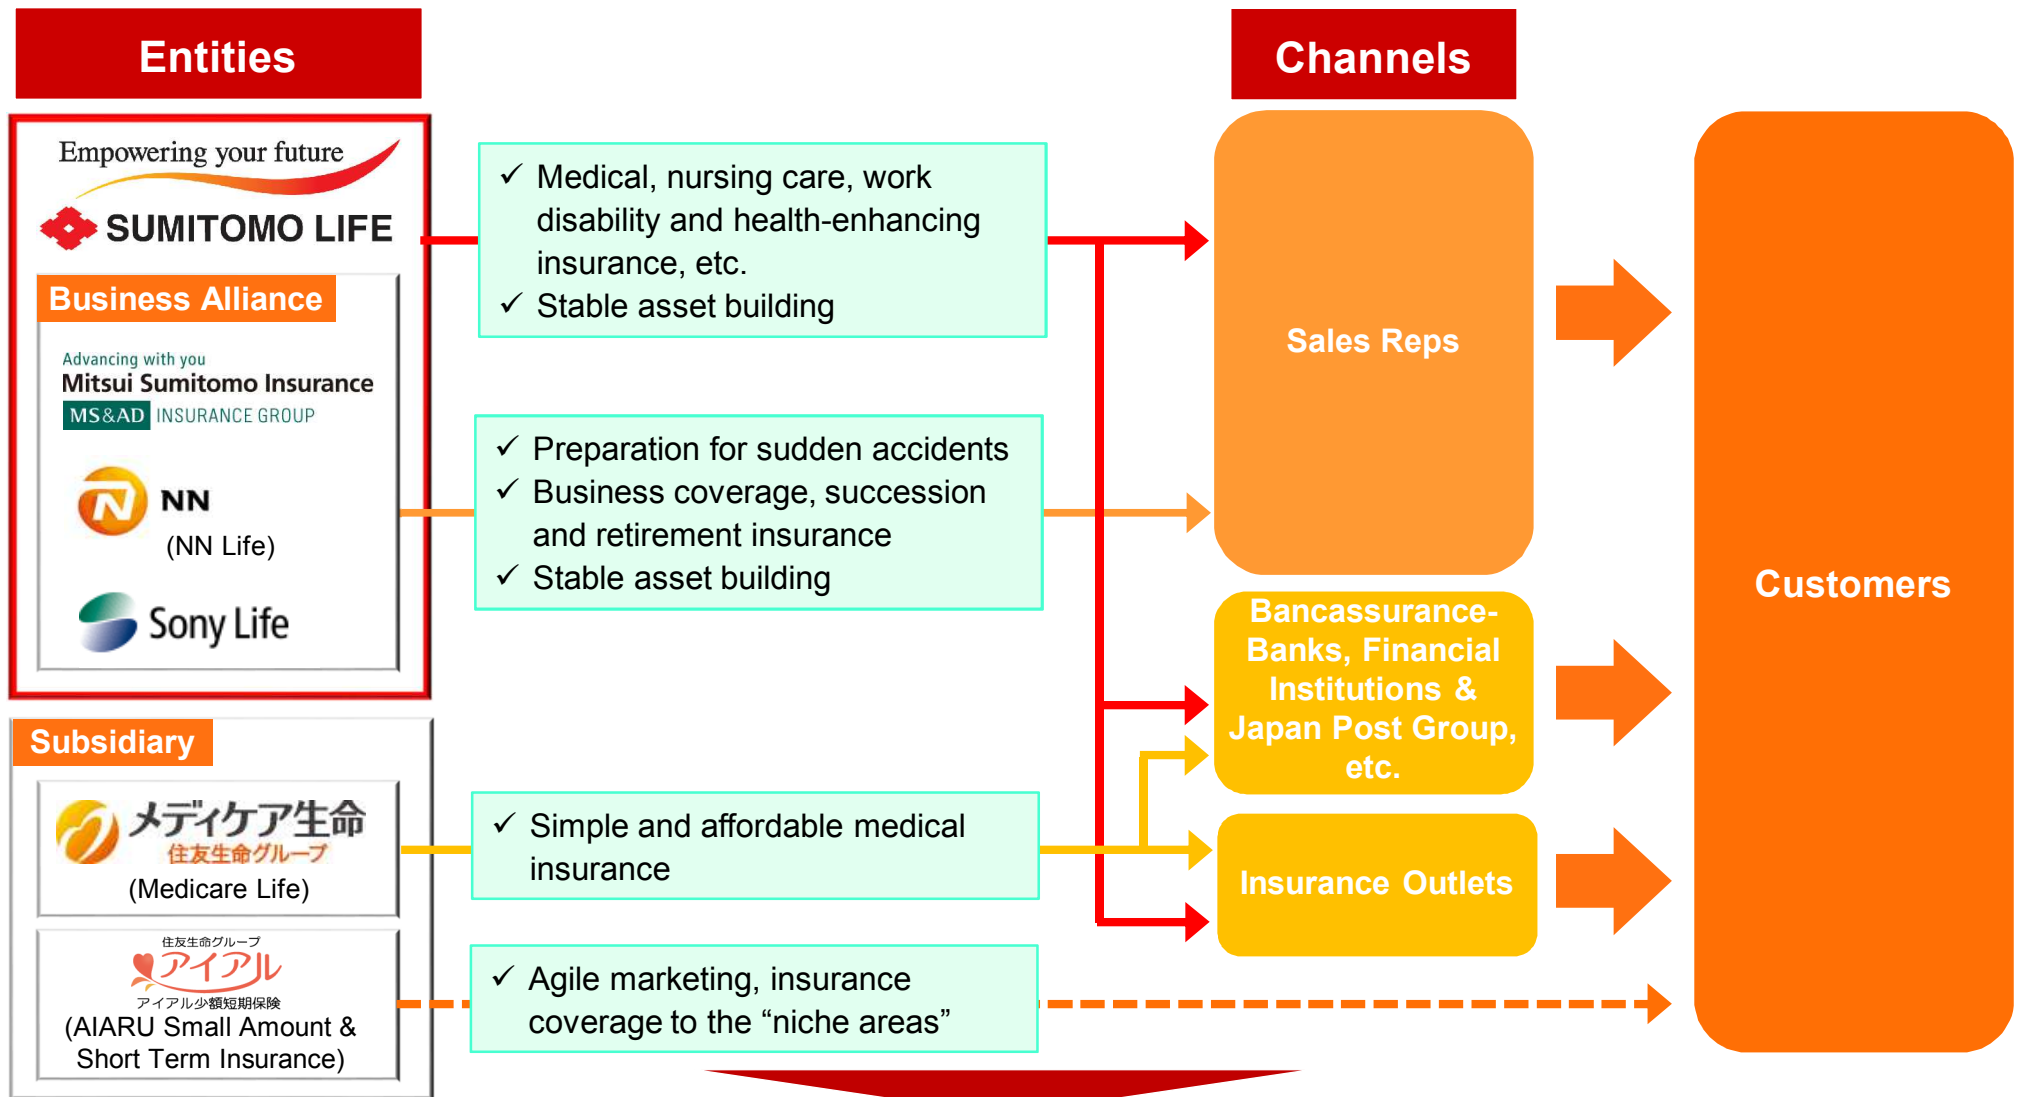 Entities
Channels
Empowering your future
SUMITOMO LIFE
Business Alliance
Advancing with you
Mitsui Sumitomo Insurance
MS&AD INSURANCE GROUP
NN
(NN Life)
Sony Life
Subsidiary
メディケア生命
住友生命グループ
(Medicare Life)
住友生命グループ
アイアル
アイアル少額短期保険
(AIARU Small Amount &
Short Term Insurance)
✓ Medical, nursing care, work
disability and health-enhancing
insurance, etc.
✓ Stable asset building
✓ Preparation for sudden accidents
✓ Business coverage, succession
and retirement insurance
✓ Stable asset building
✓ Simple and affordable medical
insurance
✓ Agile marketing, insurance
coverage to the “niche areas”
Sales Reps
Bancassurance-
Banks, Financial
Institutions &
Japan Post Group,
etc.
Insurance Outlets
Customers